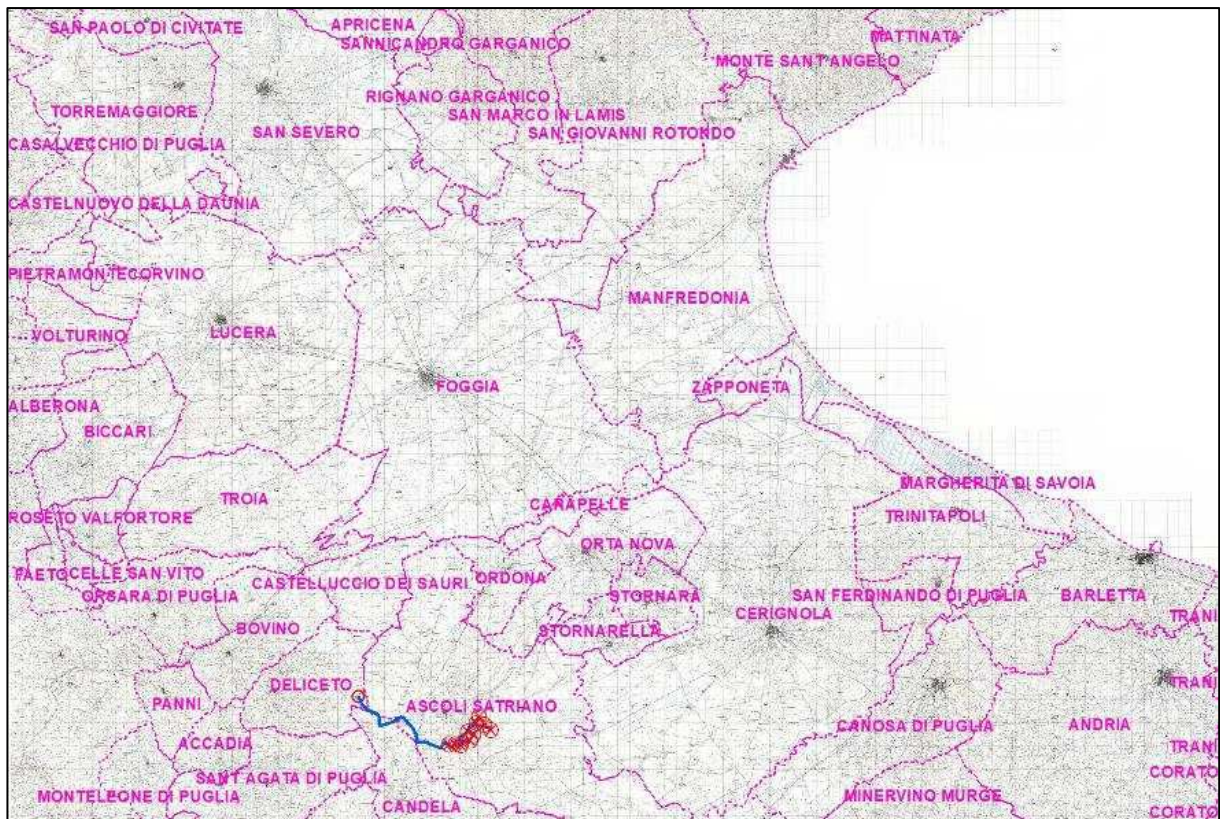 SAN PAOLO DI CIVITATE
APRICENA
SANNICANDRO GARGANICO
MATTINATA
MONTE SANT'ANGELO
TORREMAGGIORE
RIGNANO GARGANICO
SAN MARCO IN LAMIS
SAN SEVERO
SAN GIOVANNI ROTONDO
CASALVECCHIO DI PUGLIA
CASTELNUOVO DELLA DAUNIA
PIETRAMONTECORVINO
MANFREDONIA
VOLTURINO
LUCERA
FOGGIA
ZAPPONETA
ALBERONA
BICCARI
MARGHERITA DI SAVOIA
TROIA
CARAPELLE
TRINITAPOLI
ROSETO VALFORTORE
ORTA NOVA
FAETO
CELLE SAN VITO
CASTELLUCCIO DEI SAURI
ORDONA
ORSARA DI PUGLIA
STORNARA
SAN FERDINANDO DI PUGLIA
BARLETTA
CERIGNOLA
TRANI
BOVINO
STORNARELLA
DELICETO
TRANI
PANNI
ASCOLI SATRIANO
CANOSA DI PUGLIA
ANDRIA
ACCADIA
TRANI
SANT'AGATA DI PUGLIA
CORATO
MONTELEONE DI PUGLIA
CANDELA
MINERVINO MURGE
CORATO